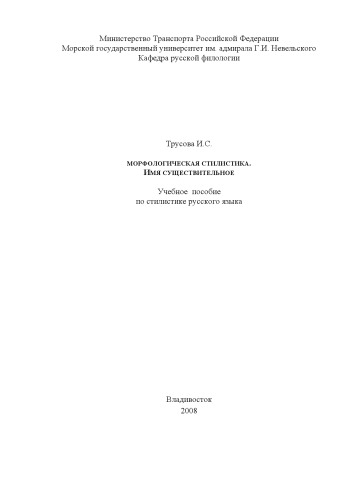 Министерство Транспорта Российской Федерации
Морской государственный университет им. адмирала Г.И. Невельского
Кафедра русской филологии
Трусова И.С.
МОРФОЛОГИЧЕСКАЯ СТИЛИСТИКА.
ИМЯ СУЩЕСТВИТЕЛЬНОЕ
Учебное пособие
по стилистике русского языка
Владивосток
2008